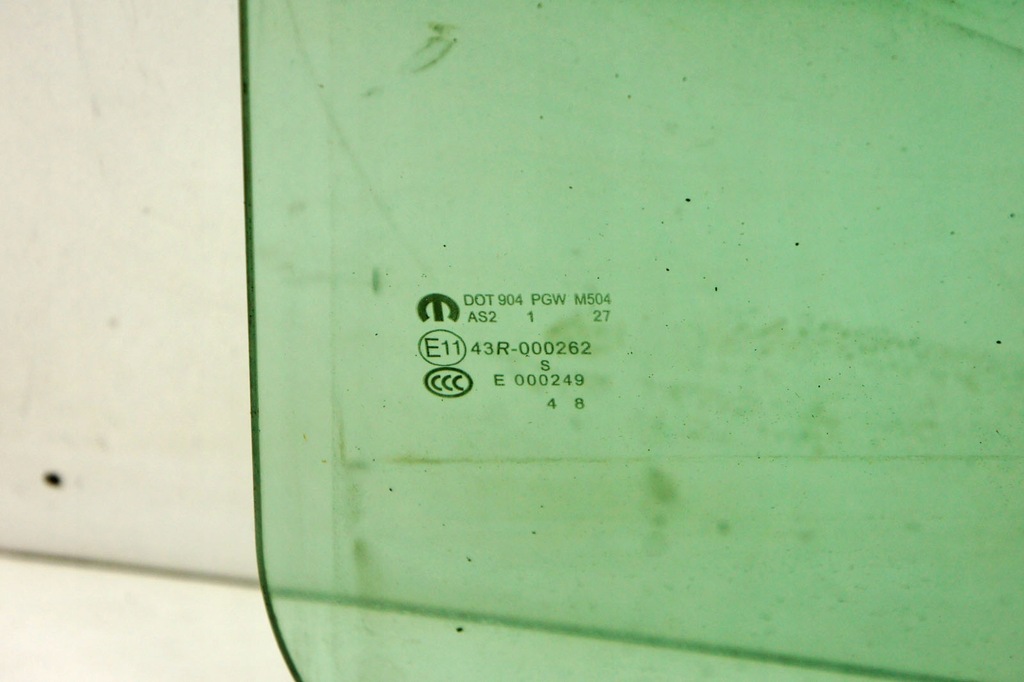 DOT 904 PGW M504
AS2 1 27
E11 43R-000262
S
CCC E 000249
4 8